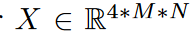 X ∈ ℝ^{4*M*N}